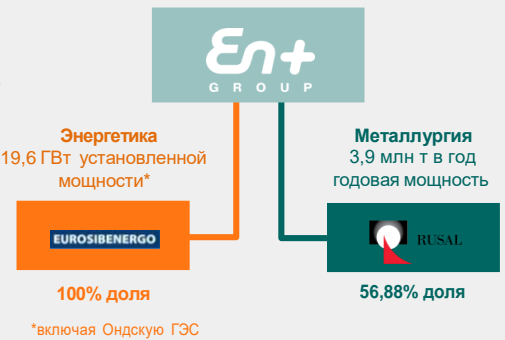 En+
GROUP
Энергетика
19,6 ГВт установленной
мощности*
Металлургия
3,9 млн т в год
годовая мощность
EUROSIBENERGO
RUSAL
100% доля
56,88% доля
*включая Ондскую ГЭС